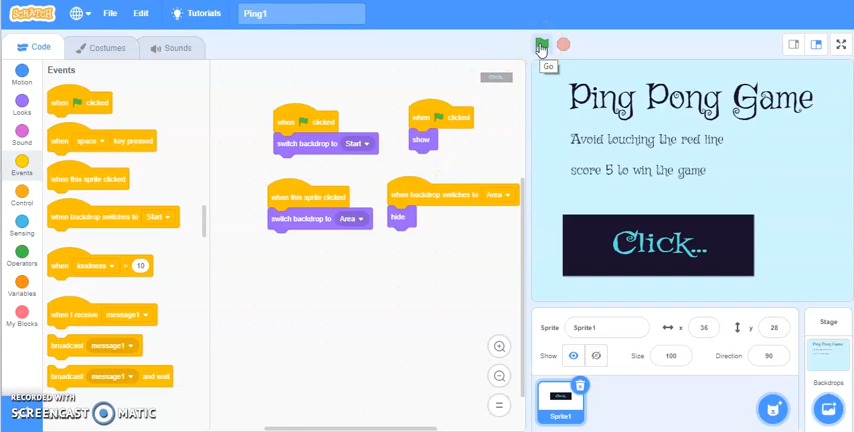 SCRATCH File Edit Tutorials Ping1
Code Costumes Sounds
Go
Motion
Looks
Sound
Events
Control
Sensing
Operators
Variables
My Blocks
Events
when clicked
when space key pressed
when this sprite clicked
when backdrop switches to Start
when loudness > 10
when I receive message1
broadcast message1
broadcast message1 and wait
when clicked
switch backdrop to Start
when clicked
show
when this sprite clicked
switch backdrop to Area
when backdrop switches to Area
hide
Click...
Ping Pong Game
Avoid touching the red line
score 5 to win the game
Click...
Sprite Sprite1 x 36 y 28
Show Size 100 Direction 90
Click...
Sprite1
Stage
Ping Pong Game
Backdrops
RECORDED WITH
SCREENCAST MATIC